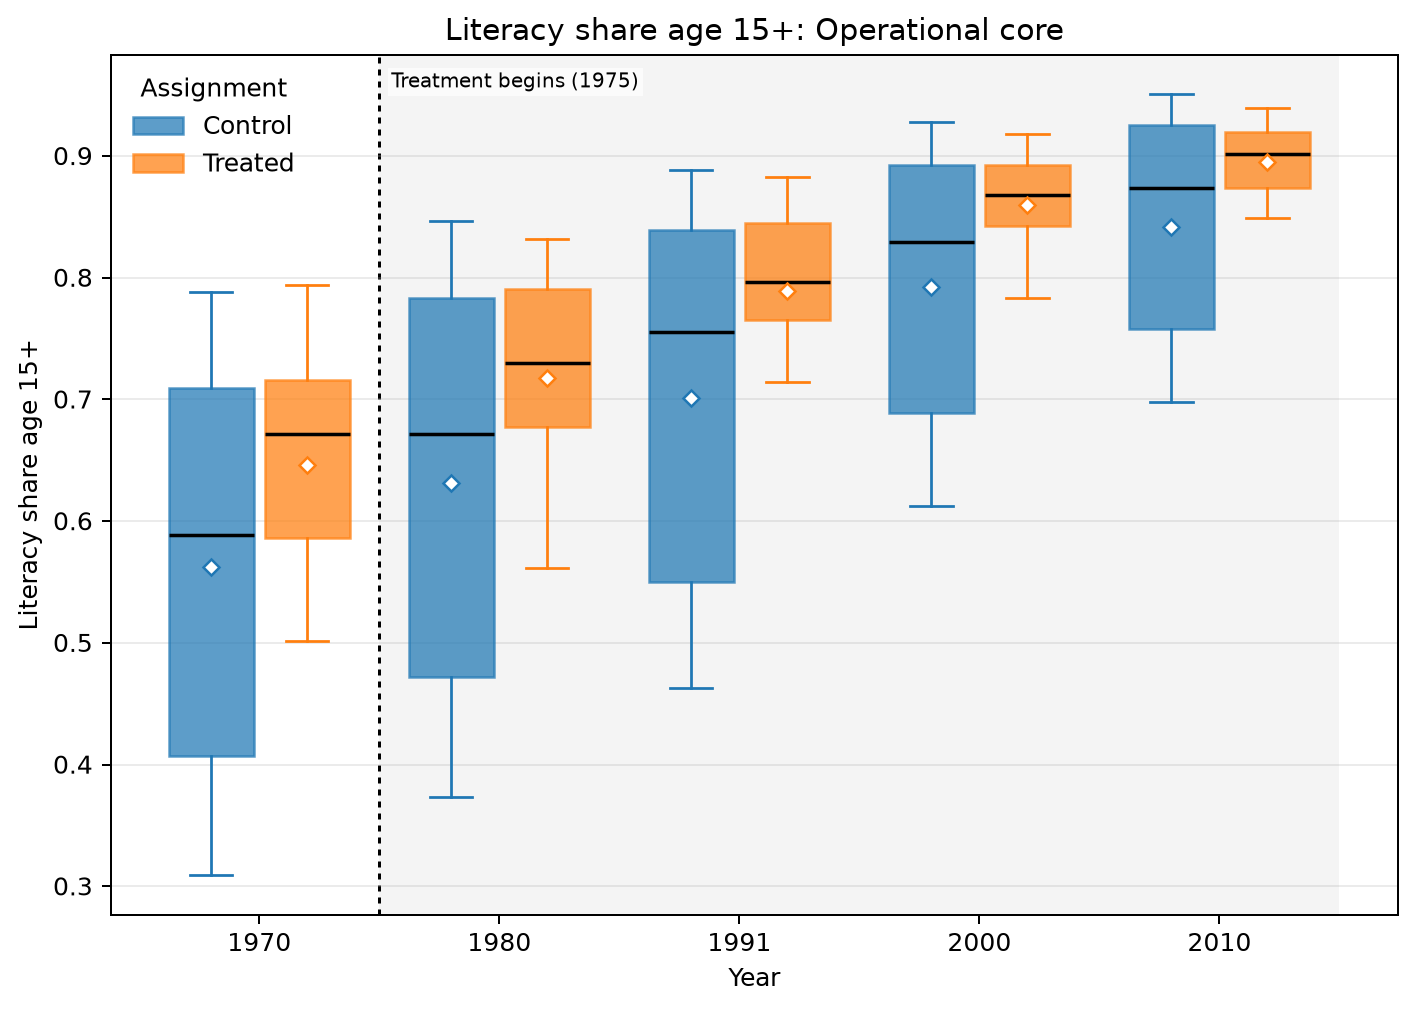 Literacy share age 15+: Operational core
Treatment begins (1975)
Assignment
Control
Treated
Literacy share age 15+
0.9
0.8
0.7
0.6
0.5
0.4
0.3
1970 1980 1991 2000 2010
Year